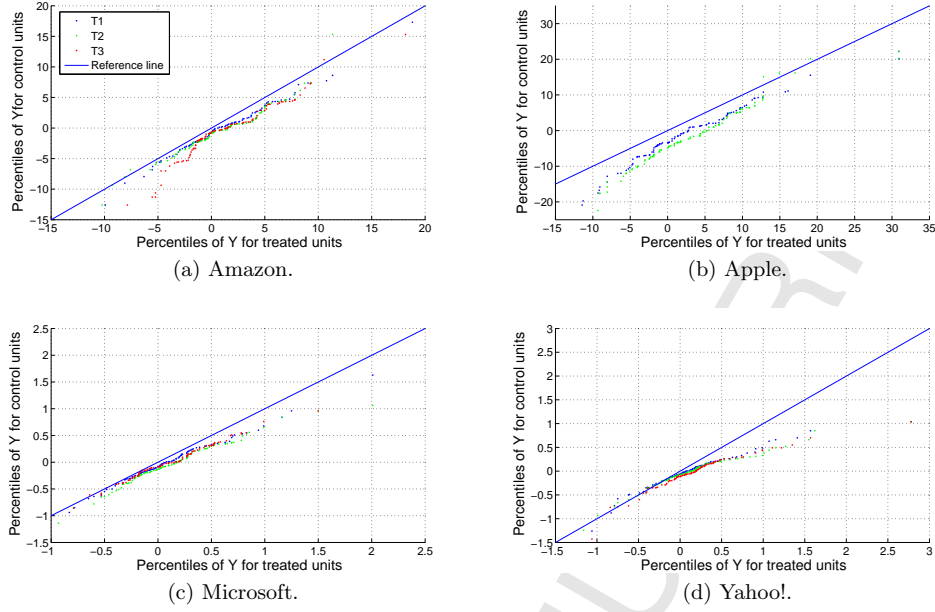 T1
T2
T3
Reference line
Percentiles of Y for control units
20
15
10
5
0
−5
−10
−15
−15 −10 −5 0 5 10 15 20
Percentiles of Y for treated units
(a) Amazon.
Percentiles of Y for control units
30
20
10
0
−10
−20
−15 −10 −5 0 5 10 15 20 25 30 35
Percentiles of Y for treated units
(b) Apple.
Percentiles of Y for control units
2.5
2
1.5
1
0.5
0
−0.5
−1
−1.5
−1 −0.5 0 0.5 1 1.5 2 2.5
Percentiles of Y for treated units
(c) Microsoft.
Percentiles of Y for control units
3
2.5
2
1.5
1
0.5
0
−0.5
−1
−1.5
−1.5 −1 −0.5 0 0.5 1 1.5 2 2.5 3
Percentiles of Y for treated units
(d) Yahoo!.